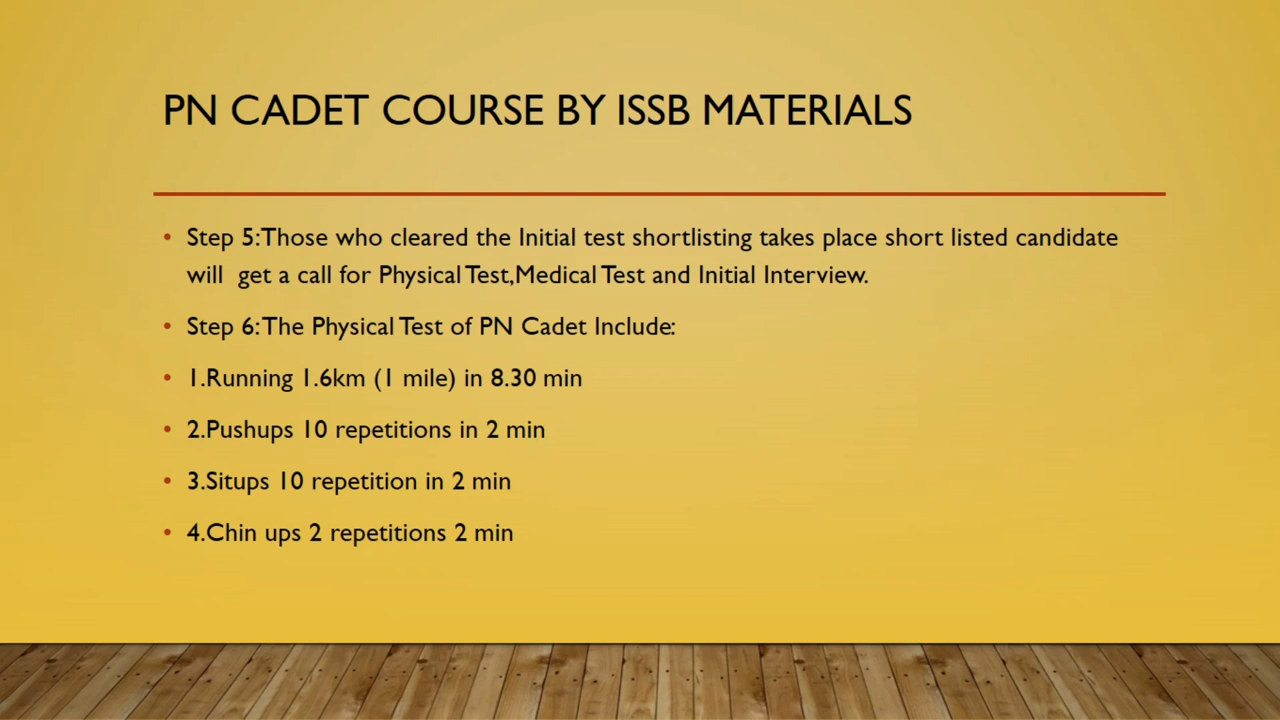 PN CADET COURSE BY ISSB MATERIALS
• Step 5:Those who cleared the Initial test shortlisting takes place short listed candidate
will get a call for Physical Test,Medical Test and Initial Interview.
• Step 6:The Physical Test of PN Cadet Include:
• 1.Running 1.6km (1 mile) in 8.30 min
• 2.Pushups 10 repetitions in 2 min
• 3.Situps 10 repetition in 2 min
• 4.Chin ups 2 repetitions 2 min